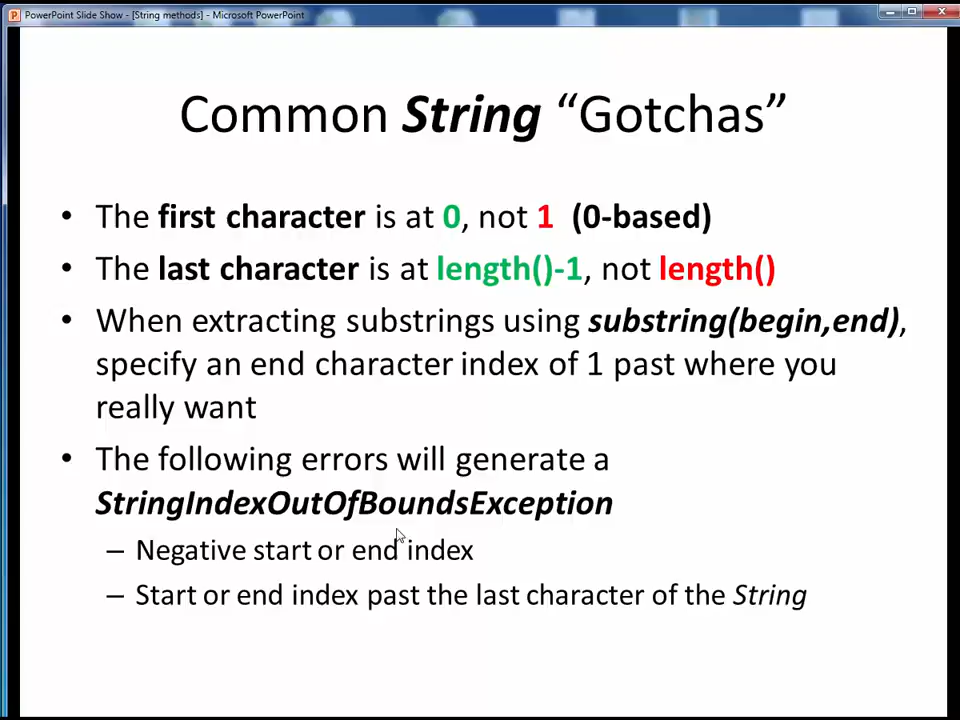 PowerPoint Slide Show - [String methods] - Microsoft PowerPoint
Common String “Gotchas”
• The first character is at 0, not 1 (0-based)
• The last character is at length()-1, not length()
• When extracting substrings using substring(begin,end),
specify an end character index of 1 past where you
really want
• The following errors will generate a
StringIndexOutOfBoundsException
– Negative start or end index
– Start or end index past the last character of the String